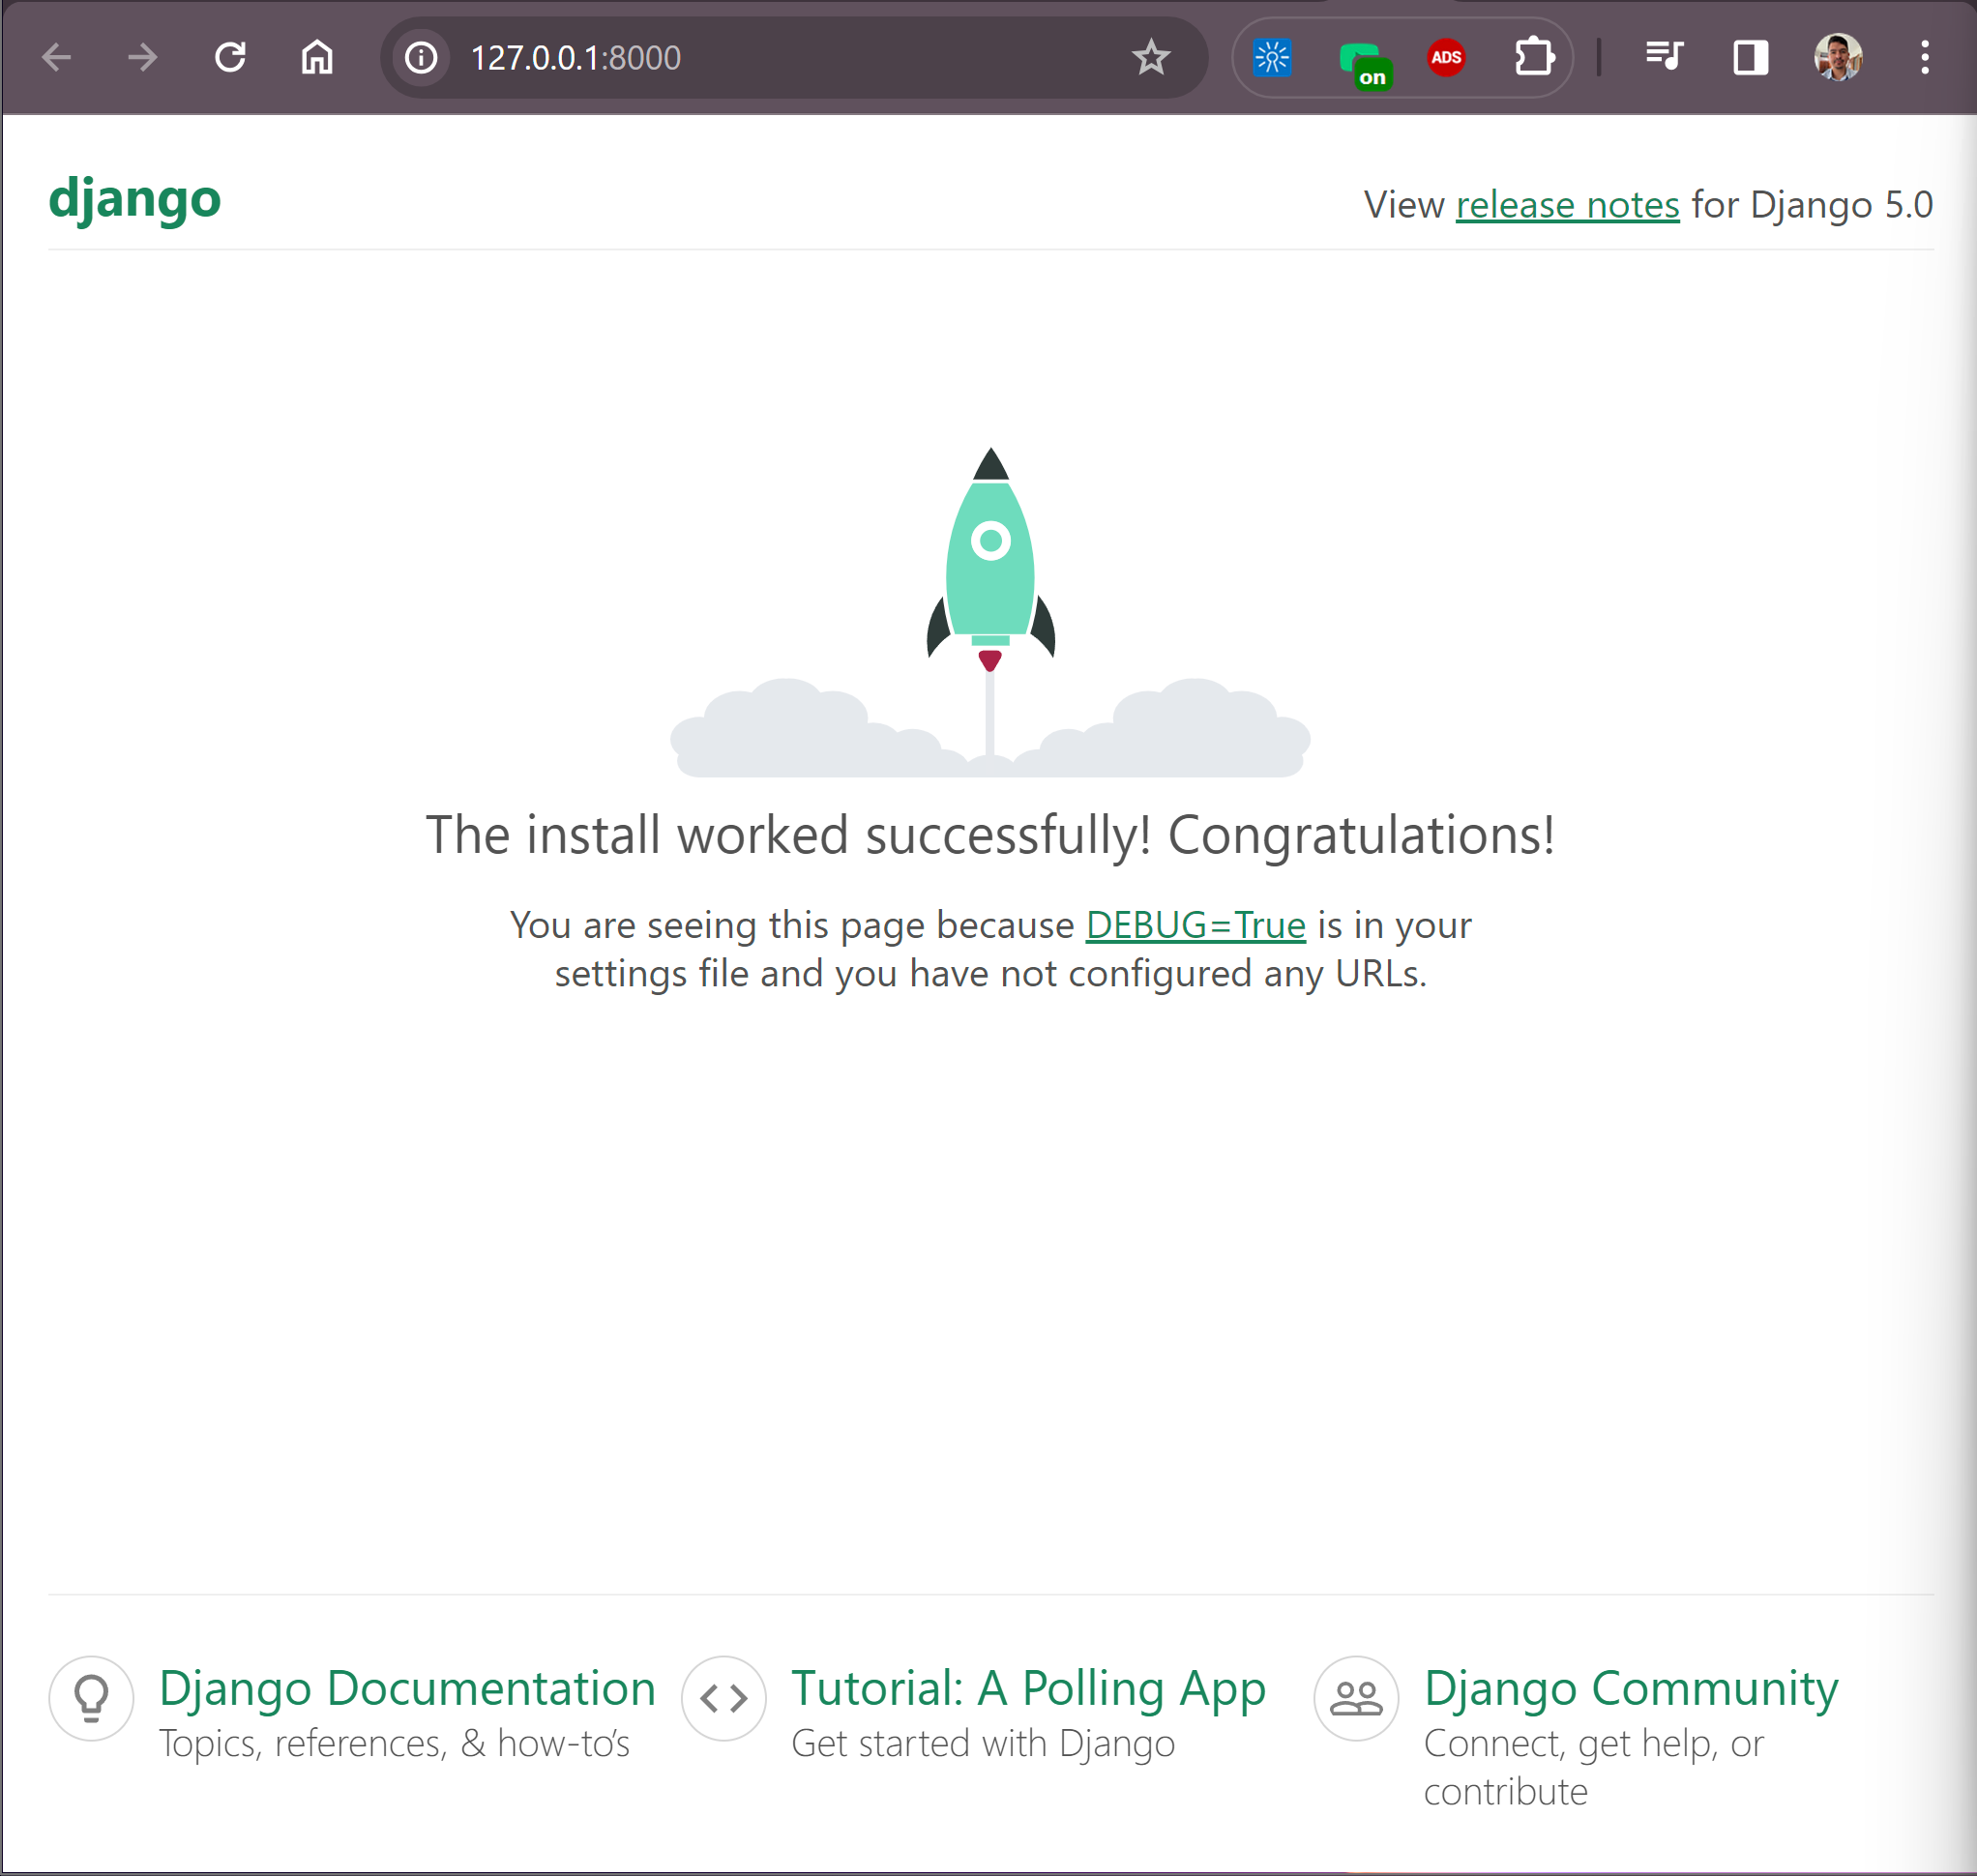 127.0.0.1:8000
on
ADS
django
View release notes for Django 5.0
The install worked successfully! Congratulations!
You are seeing this page because DEBUG=True is in your
settings file and you have not configured any URLs.
Django Documentation
Topics, references, & how-to’s
Tutorial: A Polling App
Get started with Django
Django Community
Connect, get help, or
contribute